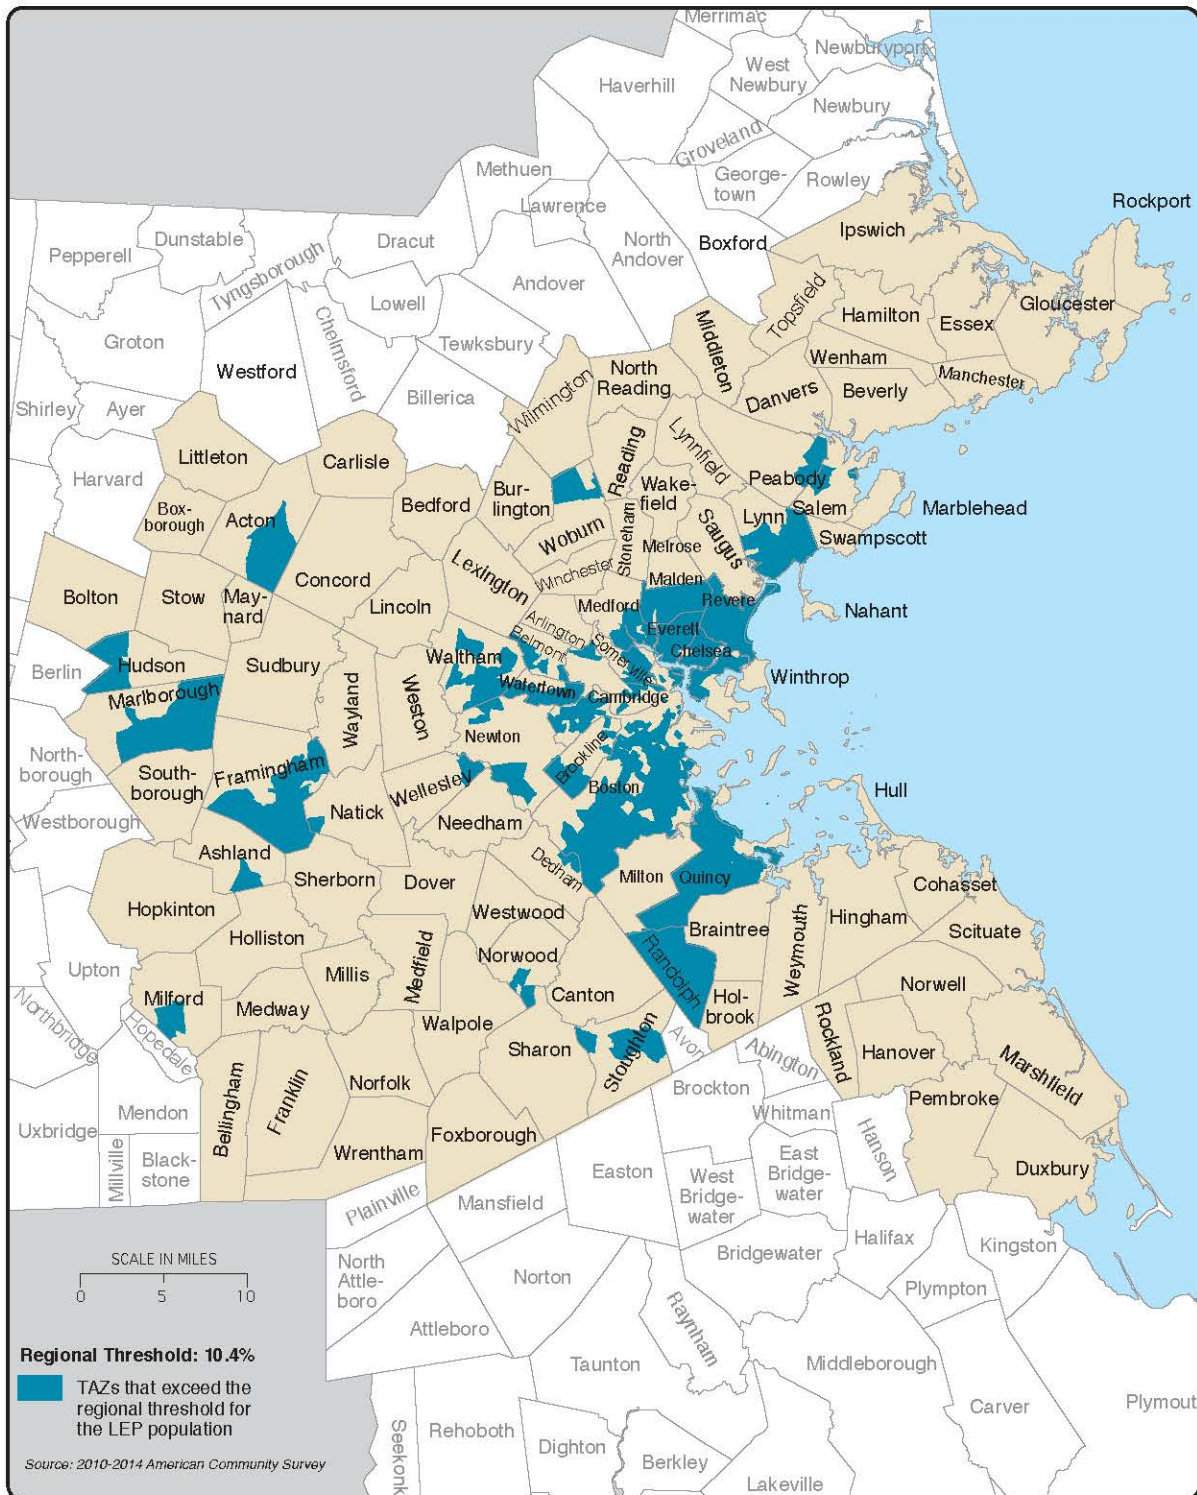 Merrimac
Newburyport
West
Newbury
Haverhill
Newbury
Groveland
Methuen
George-
town
Rowley
Rockport
Lawrence
Ipswich
Dunstable
Dracut
North
Andover
Boxford
Pepperell
Tyngsborough
Andover
Topsfield
Lowell
Hamilton
Gloucester
Essex
Groton
Chelmsford
Tewksbury
Middleton
Wenham
Westford
North
Reading
Manchester
Billerica
Wilmington
Danvers
Beverly
Shirley
Ayer
Lynnfield
Littleton
Carlisle
Reading
Harvard
Peabody
Bur-
lington
Wake-
field
Bedford
Box-
borough
Acton
Salem
Marblehead
Lynn
Woburn
Stoneham
Saugus
Swampscott
Melrose
Lexington
Winchester
Concord
Malden
Bolton
Stow
May-
nard
Lincoln
Medford
Revere
Nahant
Arlington
Everett
Belmont
Somerville
Chelsea
Berlin
Hudson
Sudbury
Waltham
Winthrop
Marlborough
Watertown
Cambridge
Wayland
Weston
Newton
North-
borough
Brookline
Framingham
South-
borough
Wellesley
Boston
Hull
Natick
Westborough
Needham
Ashland
Dedham
Milton
Quincy
Sherborn
Dover
Cohasset
Hopkinton
Westwood
Braintree
Hingham
Weymouth
Scituate
Holliston
Norwood
Randolph
Medfield
Upton
Millis
Norwell
Milford
Canton
Hol-
brook
Medway
Northbridge
Hopedale
Walpole
Rockland
Sharon
Stoughton
Avon
Abington
Hanover
Marshfield
Norfolk
Brockton
Pembroke
Bellingham
Franklin
Mendon
Whitman
Uxbridge
Foxborough
Hanson
Wrentham
Millville
Black-
stone
Easton
East
Bridge-
water
Duxbury
West
Bridge-
water
Plainville
Mansfield
Halifax
Kingston
Bridgewater
North
Attle-
boro
Norton
Plympton
Raynham
Attleboro
Taunton
Middleborough
Carver
Plymout
Rehoboth
Seekonk
Dighton
Berkley
Lakeville
SCALE IN MILES
0 5 10
Regional Threshold: 10.4%
TAZs that exceed the
regional threshold for
the LEP population
Source: 2010-2014 American Community Survey